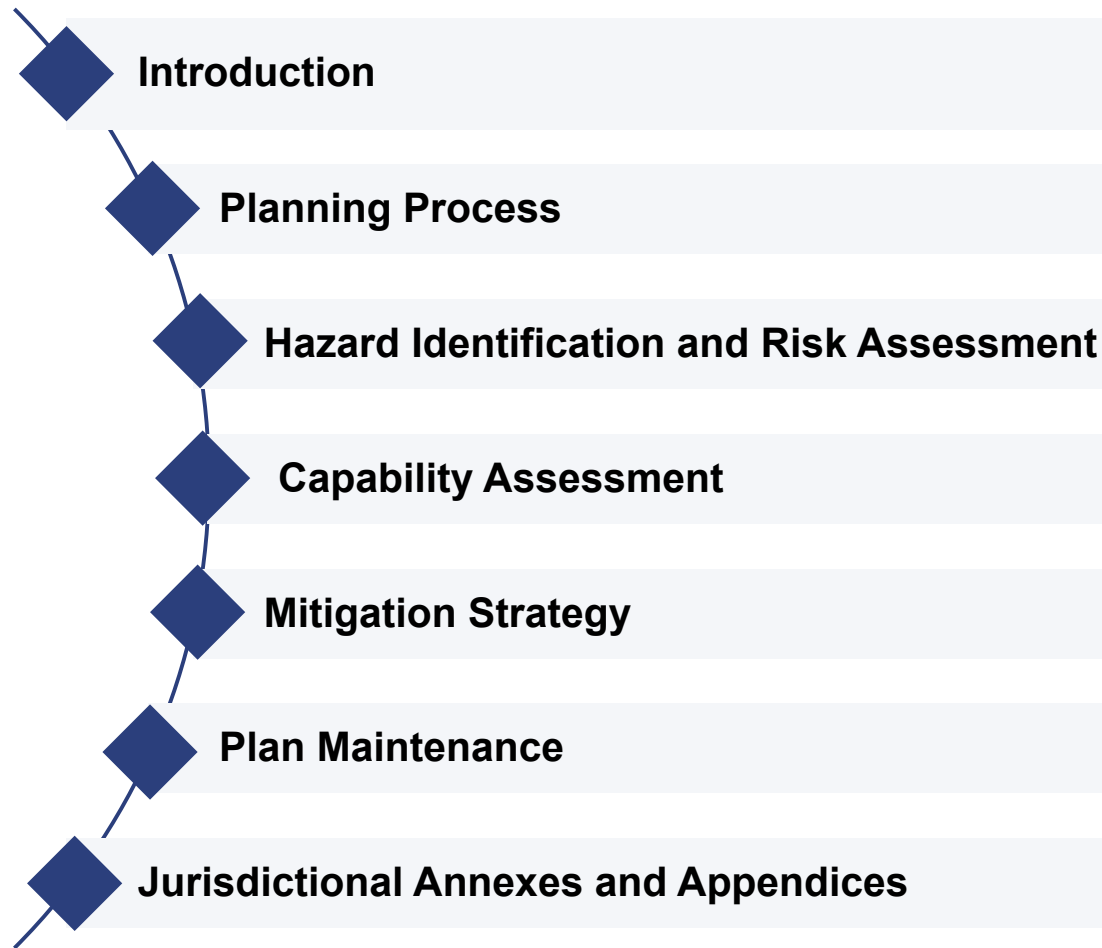 Introduction
Planning Process
Hazard Identification and Risk Assessment
Capability Assessment
Mitigation Strategy
Plan Maintenance
Jurisdictional Annexes and Appendices